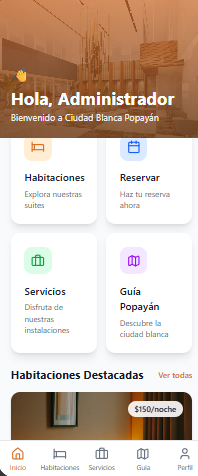 👋
Hola, Administrador
Bienvenido a Ciudad Blanca Popayán
Habitaciones
Explora nuestras
suites
Reservar
Haz tu reserva
ahora
Servicios
Disfruta de
nuestras
instalaciones
Guía
Popayán
Descubre la
ciudad blanca
Habitaciones Destacadas
Ver todas
$150/noche
Inicio
Habitaciones
Servicios
Guía
Perfil